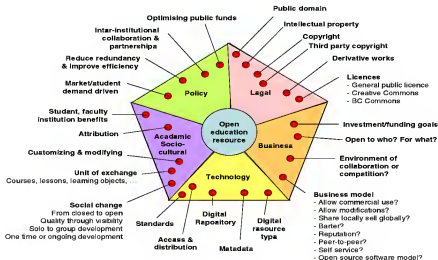 Public domain
Optimising public funds
Intellectual property
Inter-institutional
collaboration &
partnerships
Copyright
Third party copyright
Reduce redundancy
& Improve efficiency
Derivative works
Licences
- General public licence
- Creative Commons
- BC Commons
Market/student
demand driven
Policy
Legal
Student, faculty
institution benefits
Investment/funding goals
Attribution
Academic
Socio-
cultural
Open
education
resource
Business
Open to who? For what?
Customizing & modifying
Environment of
collaboration or
compatition?
Unit of exchange
Courses, lessons, learning objects, ...
Technology
Social change
From closed to open
Quality through visibility
Solo to group development
One time or ongoing development
Business model
- Allow commercial use?
- Allow modifications?
- Share locally sell globally?
- Barter?
- Reputation?
- Peer-to-peer?
- Self service?
- Open source software model?
Standards
Access &
distribution
Digital
Rapository
Matadata
Digital
resource
typa